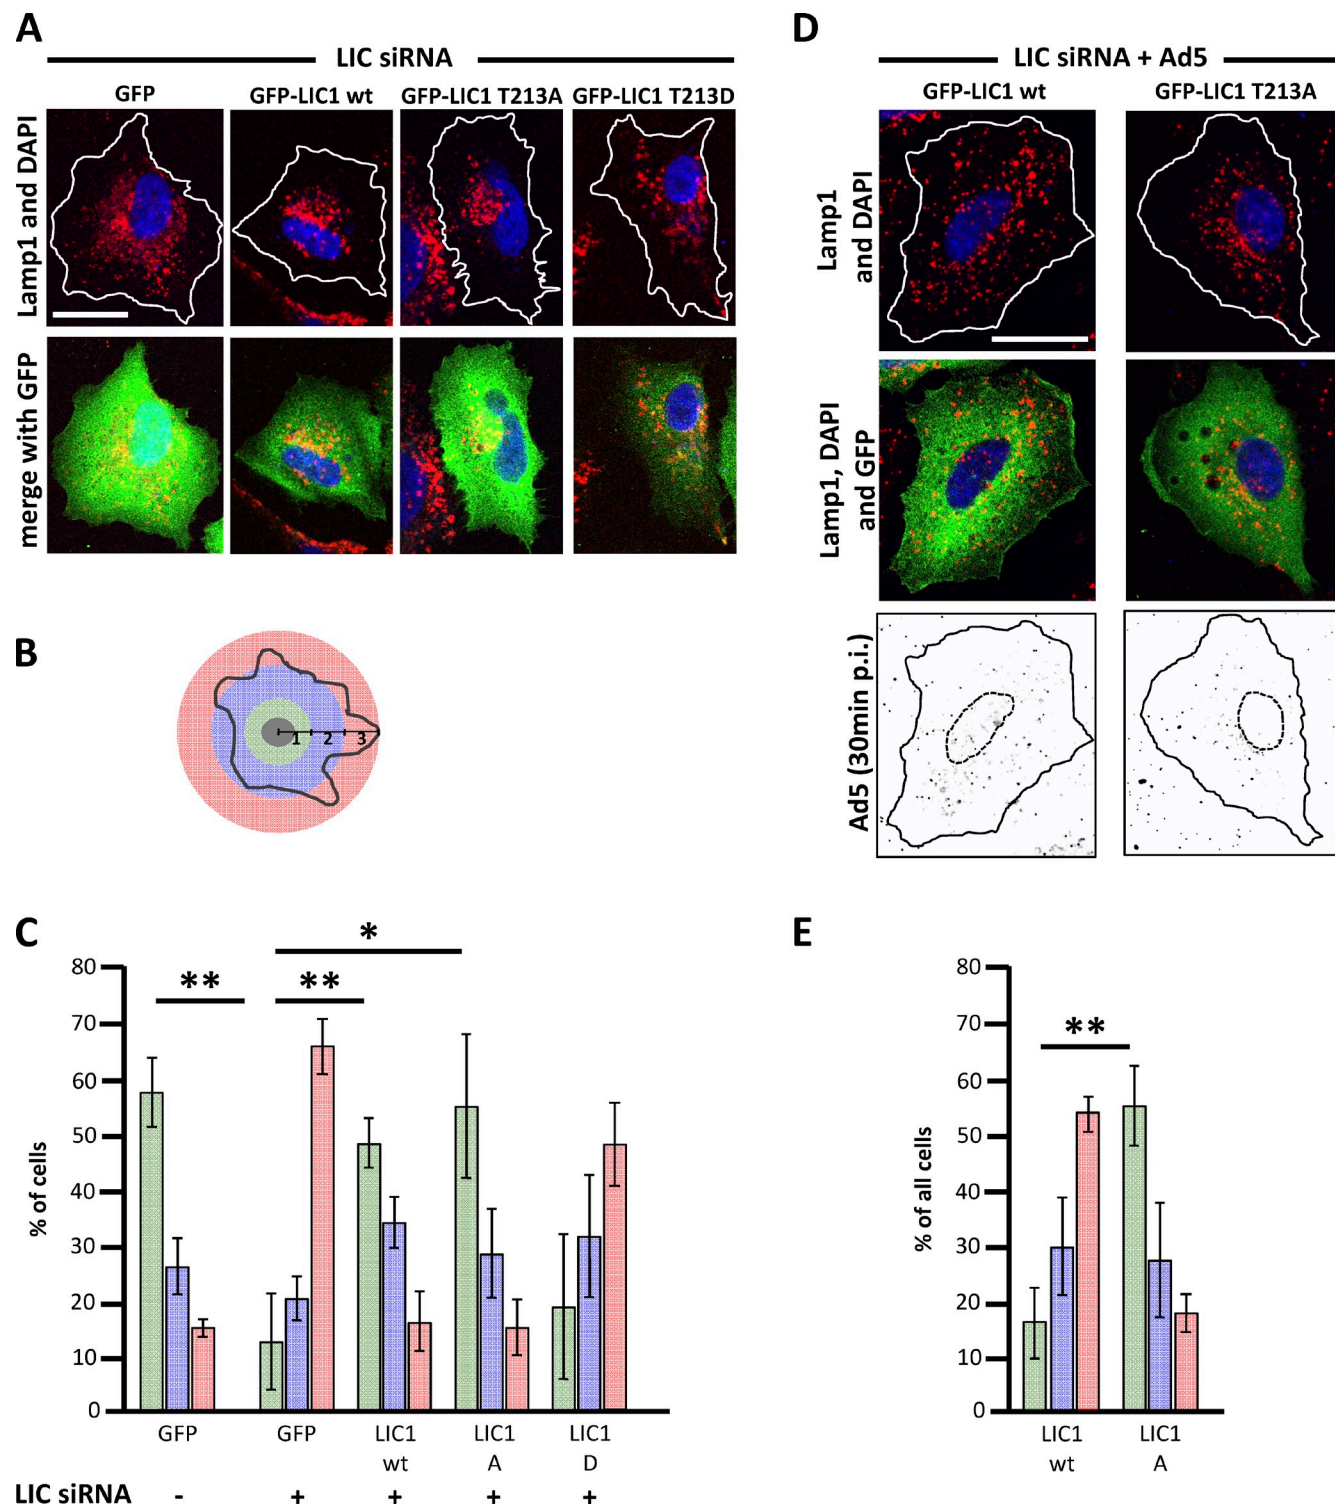 A
LIC siRNA
GFP
GFP-LIC1 wt
GFP-LIC1 T213A
GFP-LIC1 T213D
Lamp1 and DAPI
merge with GFP
B
1 2 3
C
**
**
*
80
70
60
50
40
30
20
10
0
% of cells
GFP
GFP
LIC1 wt
LIC1 A
LIC1 D
LIC siRNA - + + + +
D
LIC siRNA + Ad5
GFP-LIC1 wt
GFP-LIC1 T213A
Lamp1
and DAPI
Lamp1, DAPI
and GFP
Ad5 (30min p.i.)
E
**
80
70
60
50
40
30
20
10
0
% of all cells
LIC1 wt
LIC1 A